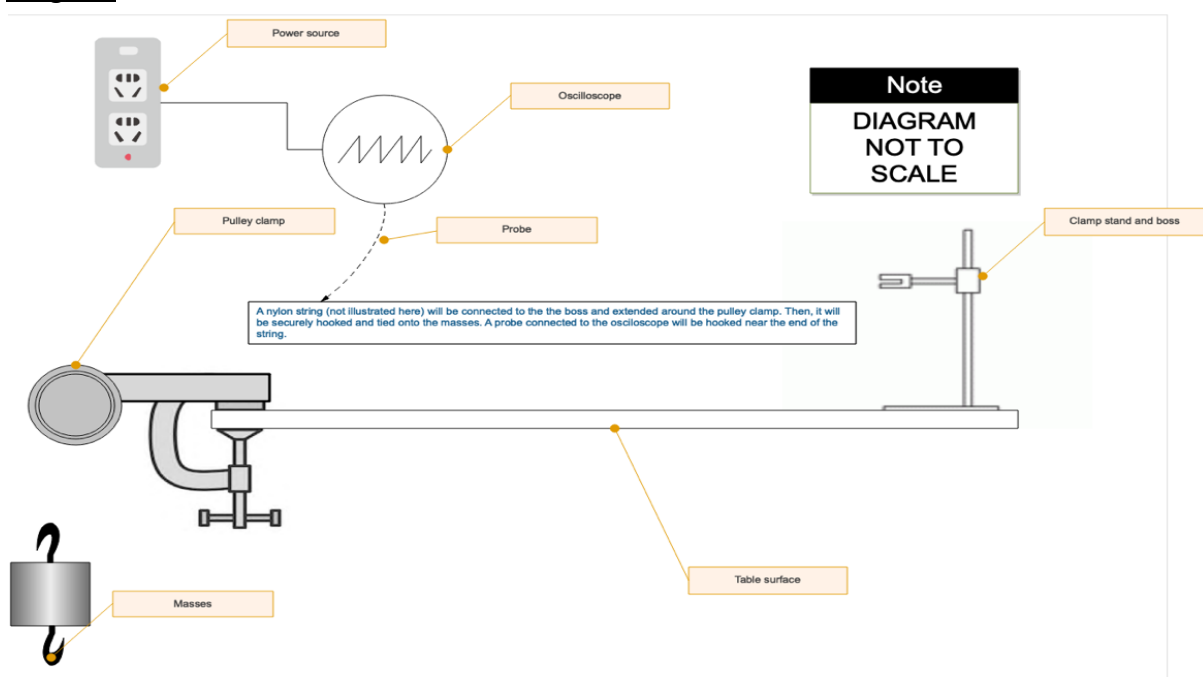 Power source
Oscilloscope
Note
DIAGRAM
NOT TO
SCALE
Pulley clamp
Probe
Clamp stand and boss
A nylon string (not illustrated here) will be connected to the the boss and extended around the pulley clamp. Then, it will
be securely hooked and tied onto the masses. A probe connected to the osciloscope will be hooked near the end of the
string.
Table surface
Masses